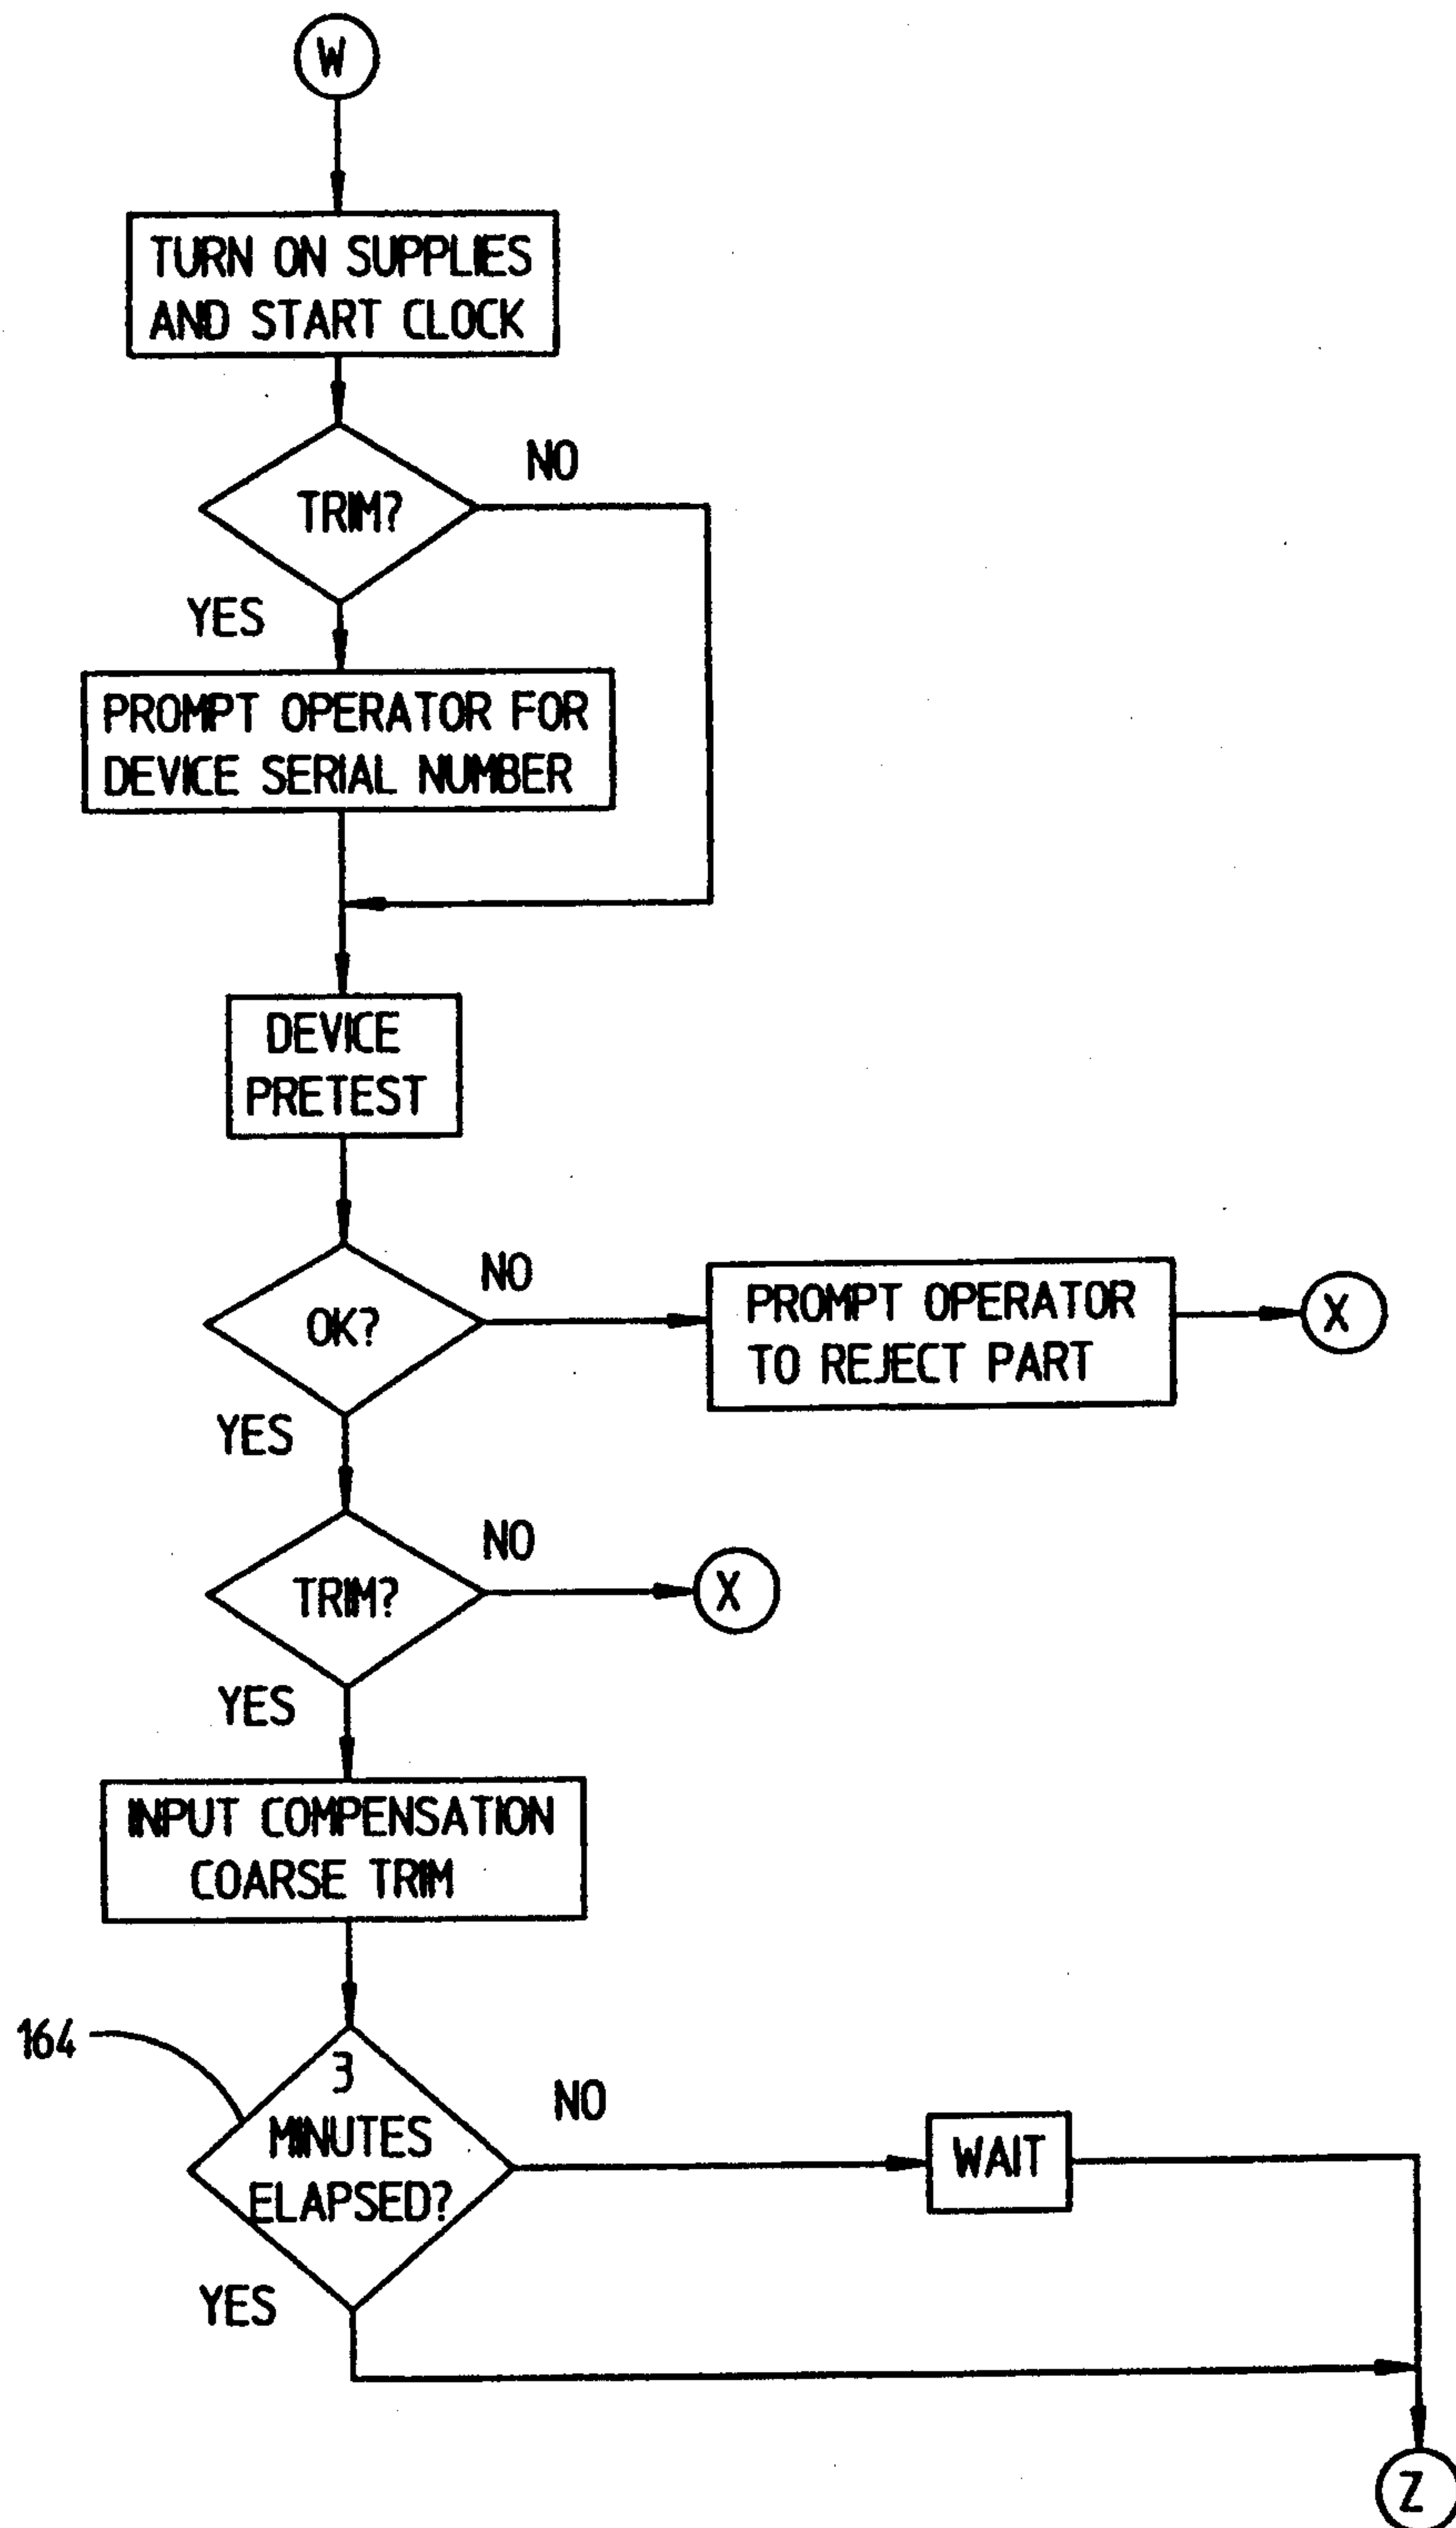 W
TURN ON SUPPLIES
AND START CLOCK
TRIM?
NO
YES
PROMPT OPERATOR FOR
DEVICE SERIAL NUMBER
DEVICE
PRETEST
OK?
NO
PROMPT OPERATOR
TO REJECT PART
X
YES
TRIM?
NO
X
YES
INPUT COMPENSATION
COARSE TRIM
164
3
MINUTES
ELAPSED?
NO
WAIT
YES
Z